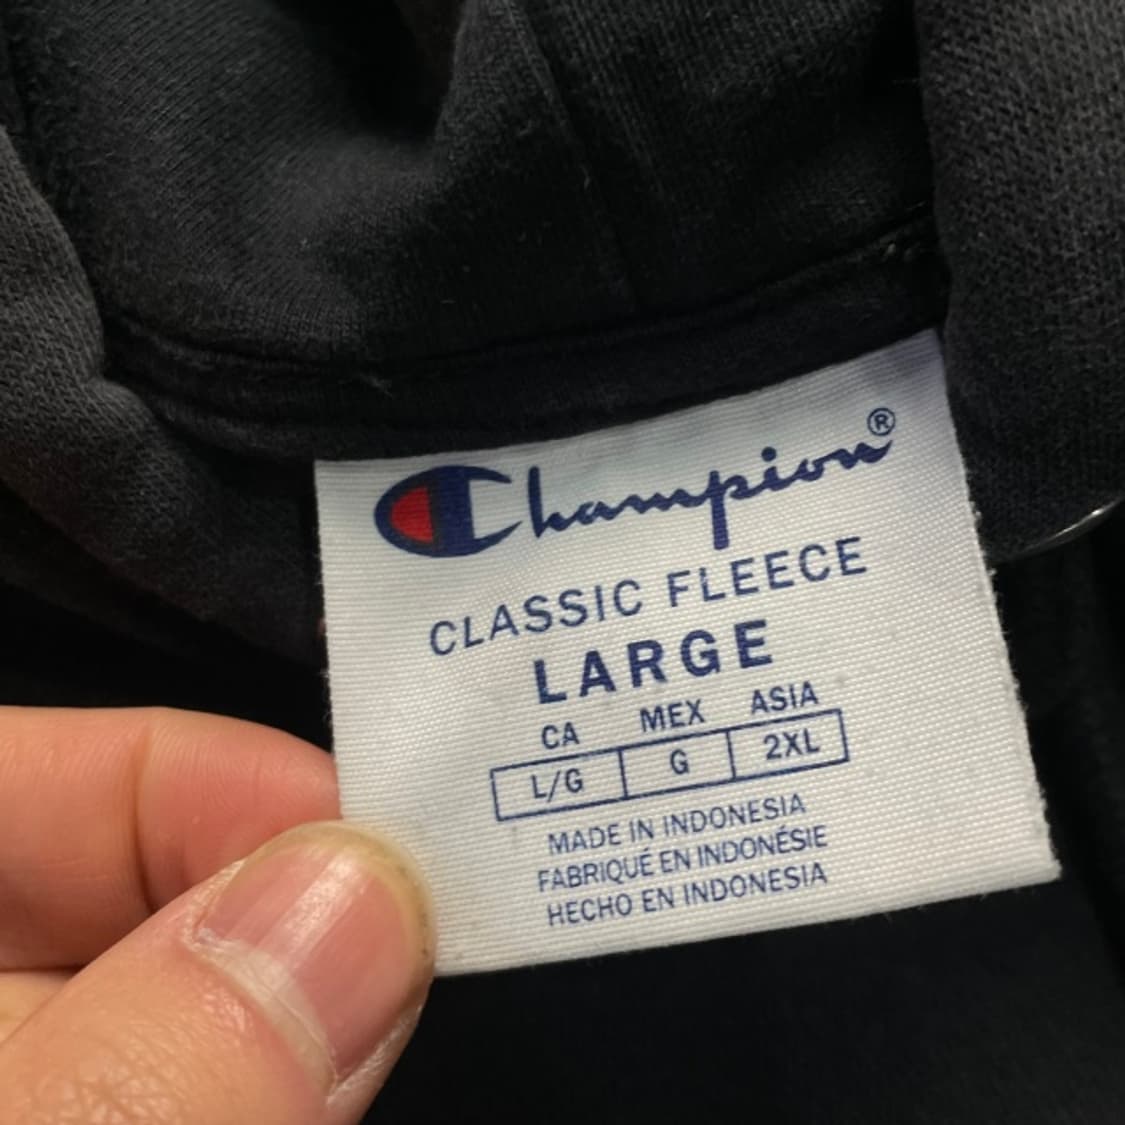 Champion®
CLASSIC FLEECE
LARGE
CA MEX ASIA
L/G G 2XL
MADE IN INDONESIA
FABRIQUÉ EN INDONÉSIE
HECHO EN INDONESIA